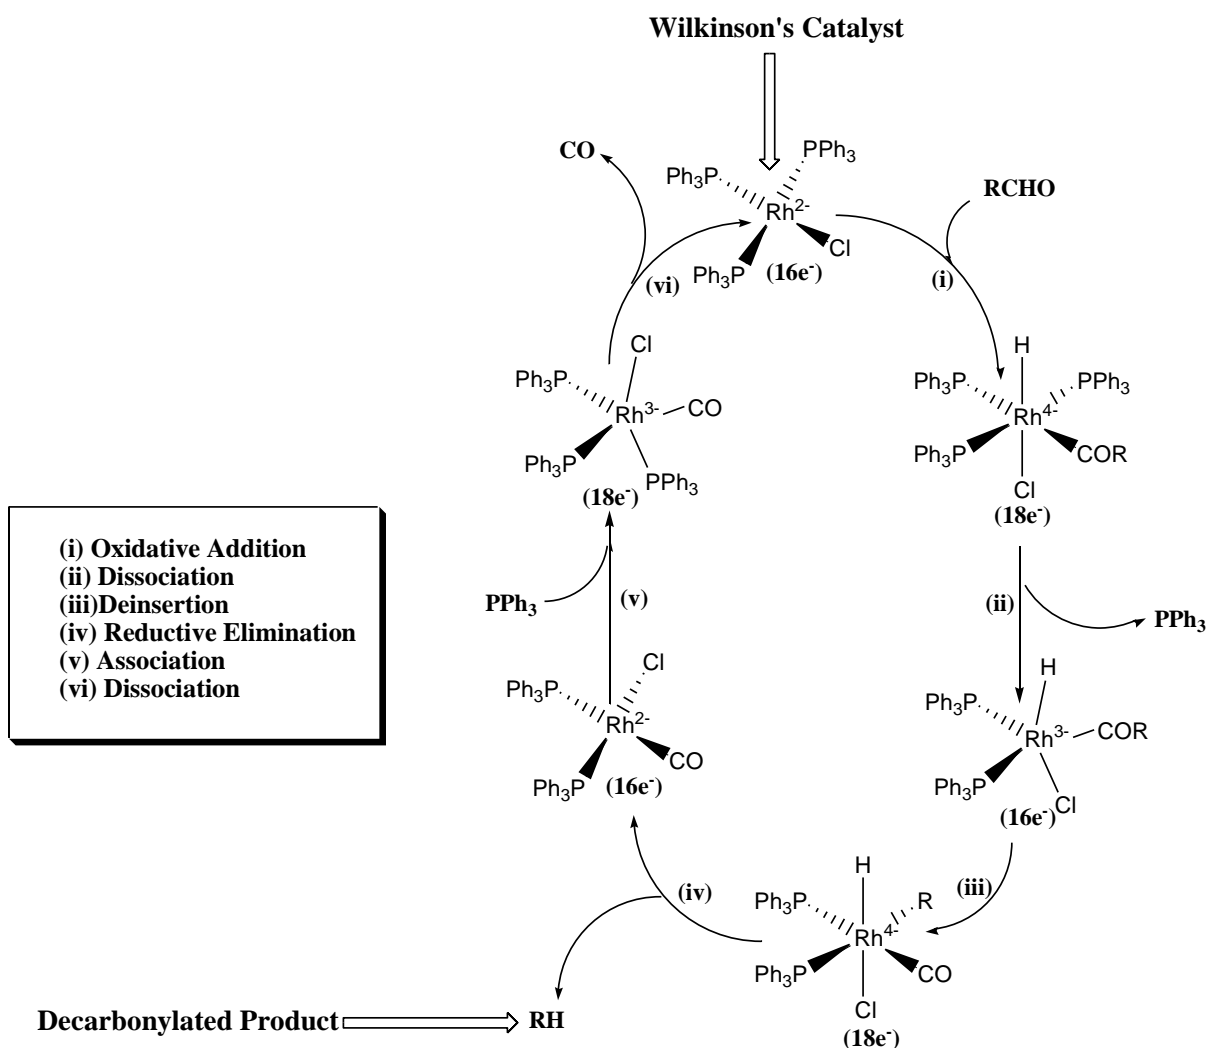 Wilkinson's Catalyst
CO
PPh3
Ph3P
RCHO
Rh2-
Cl
Ph3P
(16e-)
(vi)
(i)
Cl
Ph3P
CO
Rh3-
Ph3P
PPh3
(18e-)
H
Ph3P
PPh3
Rh4-
Ph3P
COR
Cl
(18e-)
(i) Oxidative Addition
(ii) Dissociation
(iii)Deinsertion
(iv) Reductive Elimination
(v) Association
(vi) Dissociation
PPh3
(v)
(ii)
PPh3
Cl
Ph3P
Rh2-
CO
Ph3P
(16e-)
H
Ph3P
Rh3-
COR
Ph3P
Cl
(16e-)
(iv)
(iii)
H
Ph3P
R
Rh4-
Ph3P
CO
Cl
(18e-)
Decarbonylated Product
RH